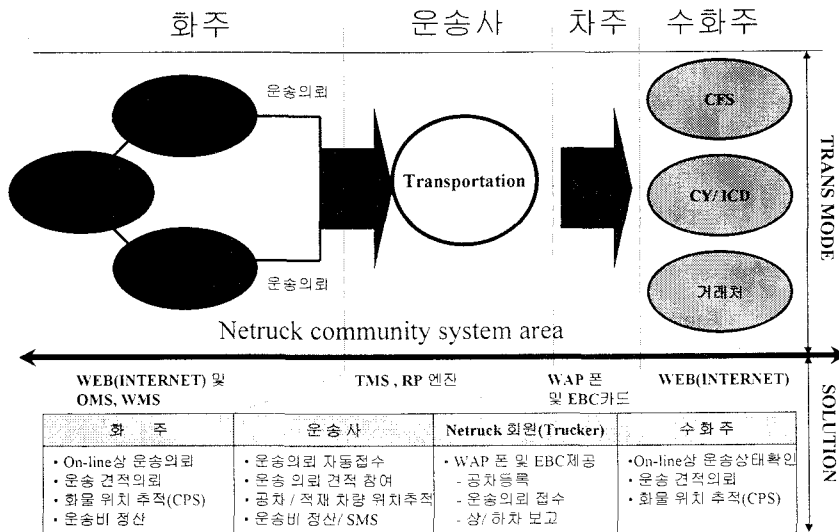 화주 운송사 차주 수화주
운송의뢰
CFS
Transportation
CY/ ICD
운송의뢰
거래처
TRANS MODE
Netruck community system area
WEB(INTERNET) 및
OMS, WMS
TMS , RP 엔진
WAP 폰
및 EBC카드
WEB(INTERNET)
SOLUTION
화 주
· On-line상 운송의뢰
· 운송 견적의뢰
· 화물 위치 추적(CPS)
· 운송비 정산
운송사
· 운송의뢰 자동접수
· 운송 의뢰 견적 참여
· 공차 / 적재 차량 위치추적
· 운송비 정산/ SMS
Netruck 회원(Trucker)
· WAP 폰 및 EBC제공
- 공차등록
- 운송의뢰 접수
- 상/ 하차 보고
수화주
·On-line상 운송상태확인
· 운송 견적의뢰
· 화물 위치 추적(CPS)